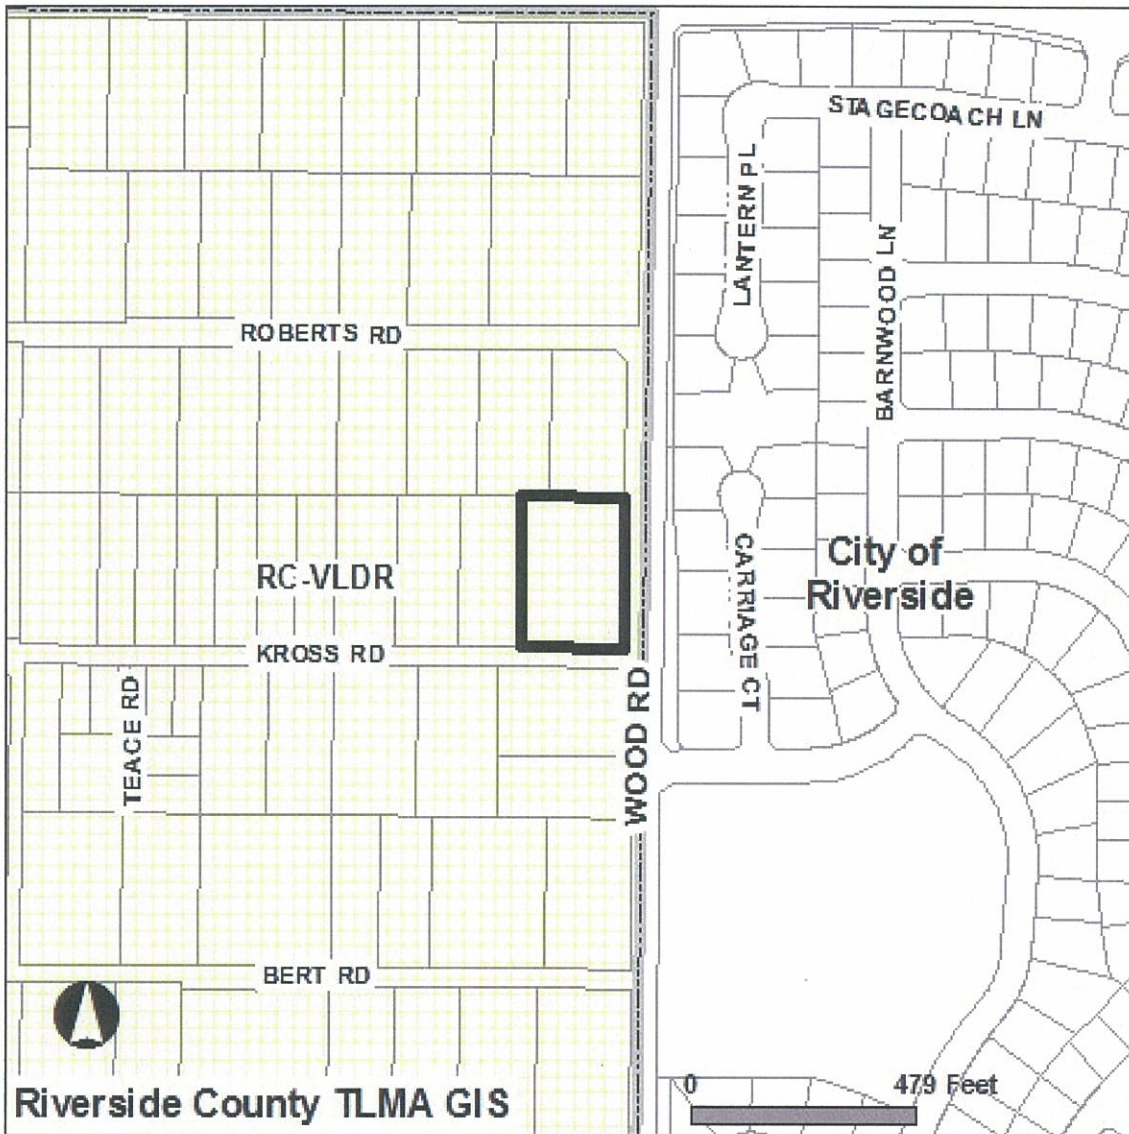 STAGECOACH LN
LANTERN PL
BARNWOOD LN
ROBERTS RD
City of
Riverside
CARRIAGE CT
RC-VLDR
KROSS RD
TEACE RD
WOOD RD
BERT RD
0 479 Feet
Riverside County TLMA GIS